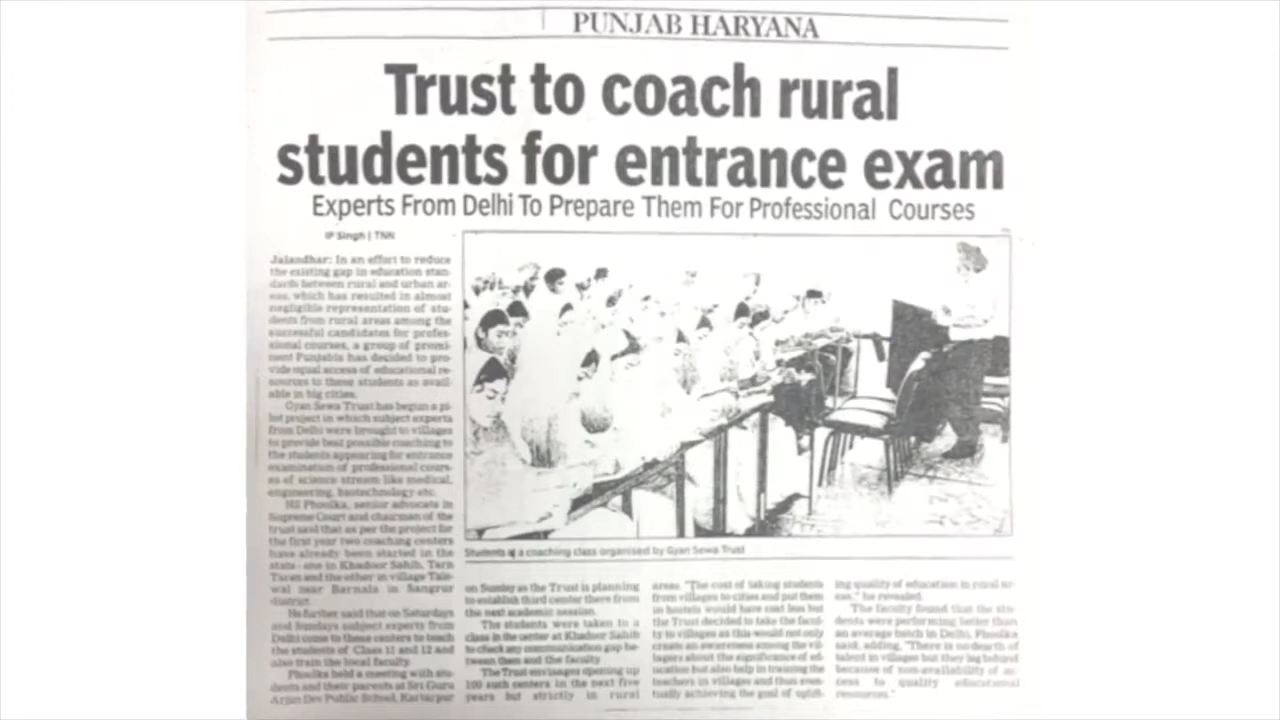 PUNJAB HARYANA
Trust to coach rural
students for entrance exam
Experts From Delhi To Prepare Them For Professional Courses
IP Singh | TNN
Jalandhar: In an effort to reduce
the existing gap in education stan-
dards between rural and urban ar-
eas, which has resulted in almost
negligible representation of stu-
dents from rural areas among the
successful candidates for profes-
sional courses, a group of promi-
nent Punjabis has decided to pro-
vide equal access of educational re-
sources to these students as avail-
able in big cities.
Gyan Sewa Trust has begun a pi-
lot project in which subject experts
from Delhi were brought to villages
to provide best possible coaching to
the students appearing for entrance
examination of professional cours-
es of science stream like medical,
engineering, biotechnology etc.
HS Phoolka, senior advocate in
Supreme Court and chairman of the
trust said that as per the project for
the first year two coaching centers
have already been started in the
state - one in Khadoor Sahib, Tarn
Taran and the other in village Tale-
wal near Barnala in Sangrur
district.
He further said that on Saturdays
and Sundays subject experts from
Delhi come to these centers to teach
the students of Class 11 and 12 and
also train the local faculty.
Phoolka held a meeting with stu-
dents and their parents at Sri Guru
Arjan Dev Public School, Kartarpur
Students at a coaching class organised by Gyan Sewa Trust
on Sunday as the Trust is planning
to establish third center there from
the next academic session.
The students were taken to a
class in the center at Khadoor Sahib
to check any communication gap be-
tween them and the faculty.
The Trust envisages opening up
100 such centers in the next five
years but strictly in rural
areas. "The cost of taking students
from villages to cities and put them
in hostels would have cost less but
the Trust decided to take the facul-
ty to villages as this would not only
create an awareness among the vil-
lagers about the significance of ed-
ucation but also help in training the
teachers in villages and thus even-
tually achieving the goal of uplift-
ing quality of education in rural ar-
eas," he revealed.
The faculty found that the stu-
dents were performing better than
an average batch in Delhi, Phoolka
said, adding, "There is no dearth of
talent in villages but they lag behind
because of non-availability of ac-
cess to quality educational
resources."